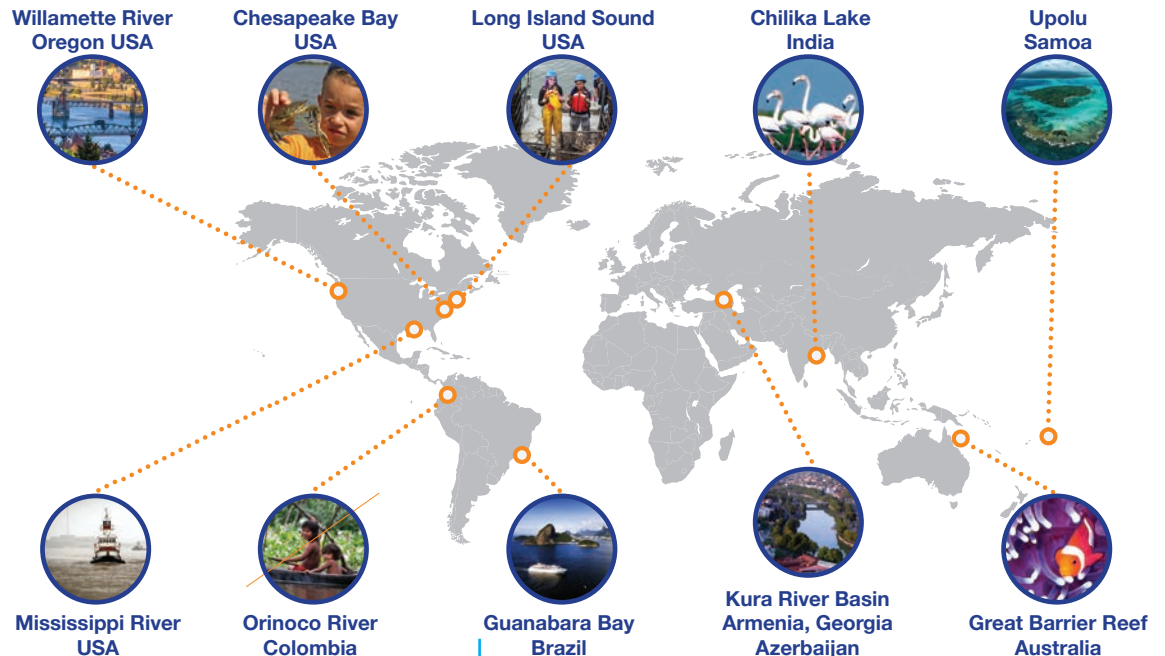 Willamette River
Oregon USA
Chesapeake Bay
USA
Long Island Sound
USA
Chilika Lake
India
Upolu
Samoa
Mississippi River
USA
Orinoco River
Colombia
Guanabara Bay
Brazil
Kura River Basin
Armenia, Georgia
Azerbaijan
Great Barrier Reef
Australia